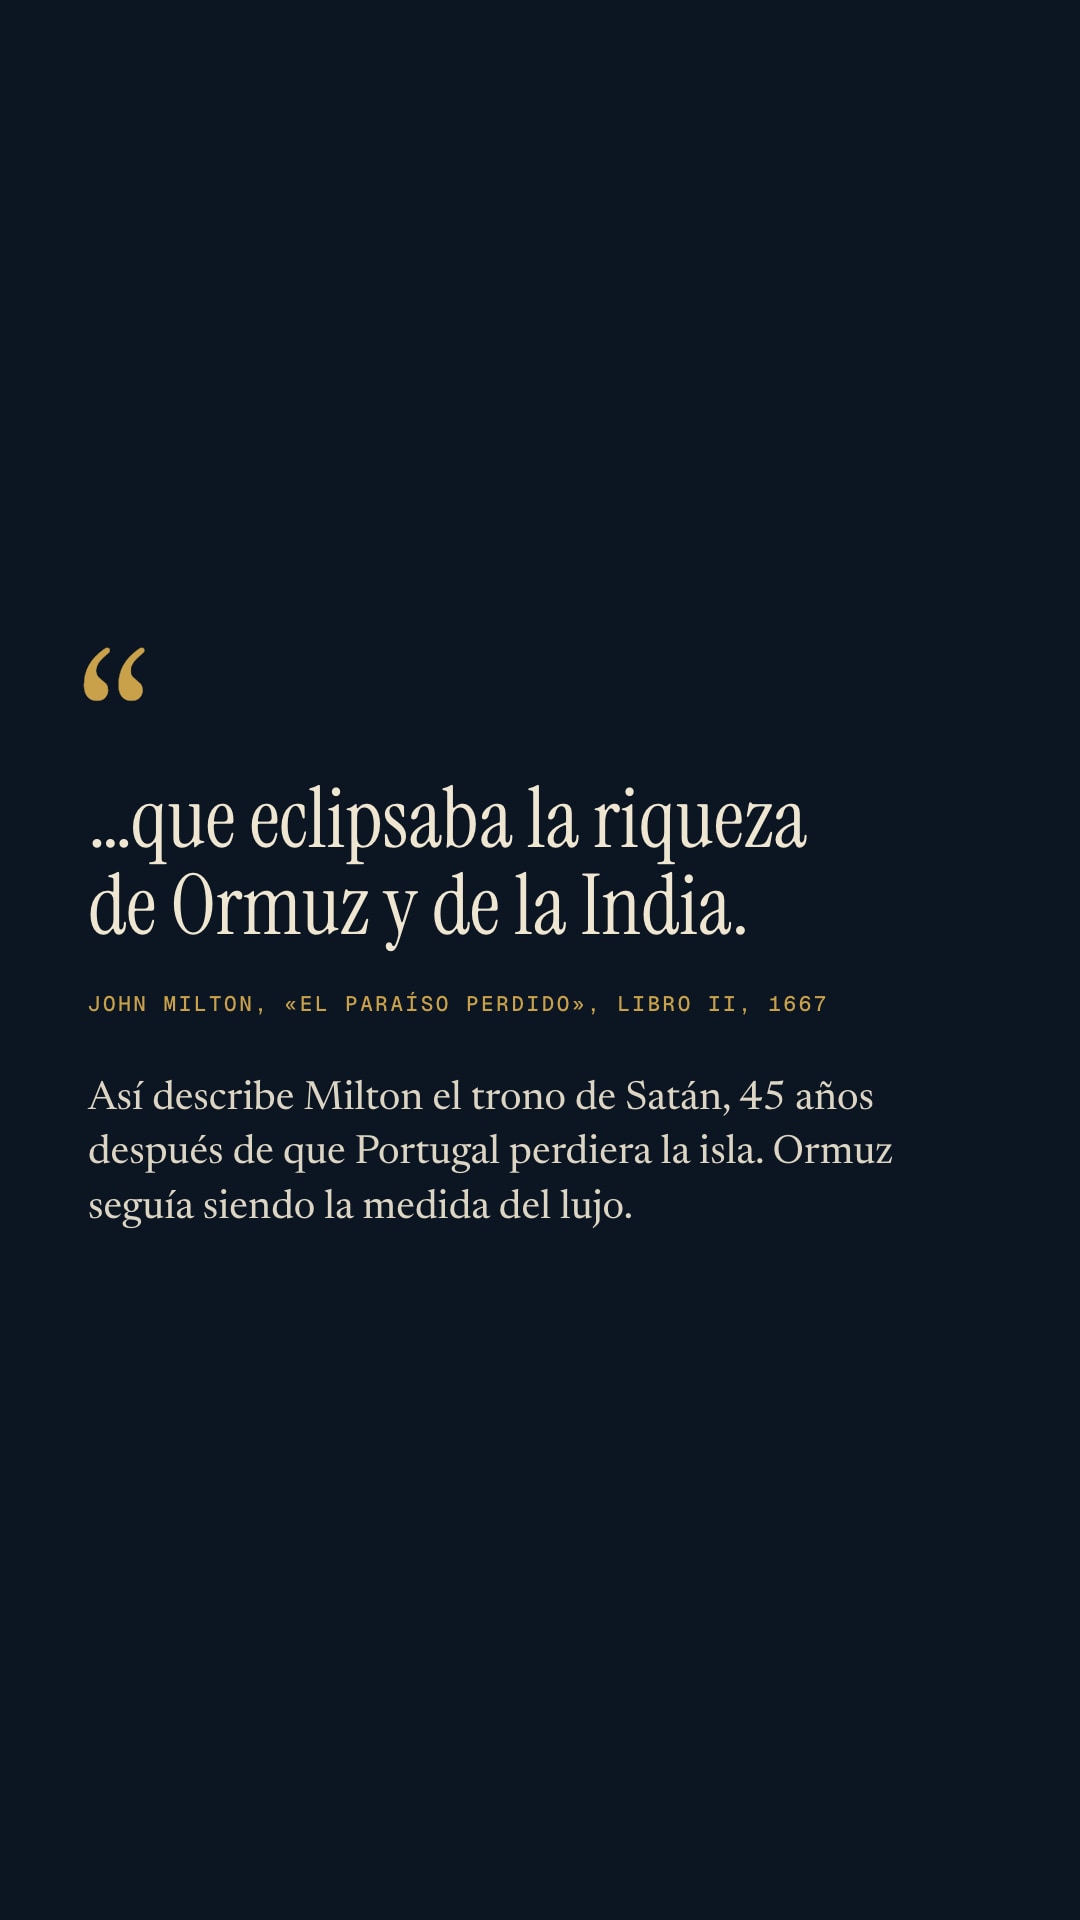 “
…que eclipsaba la riqueza
de Ormuz y de la India.
JOHN MILTON, «EL PARAÍSO PERDIDO», LIBRO II, 1667
Así describe Milton el trono de Satán, 45 años
después de que Portugal perdiera la isla. Ormuz
seguía siendo la medida del lujo.